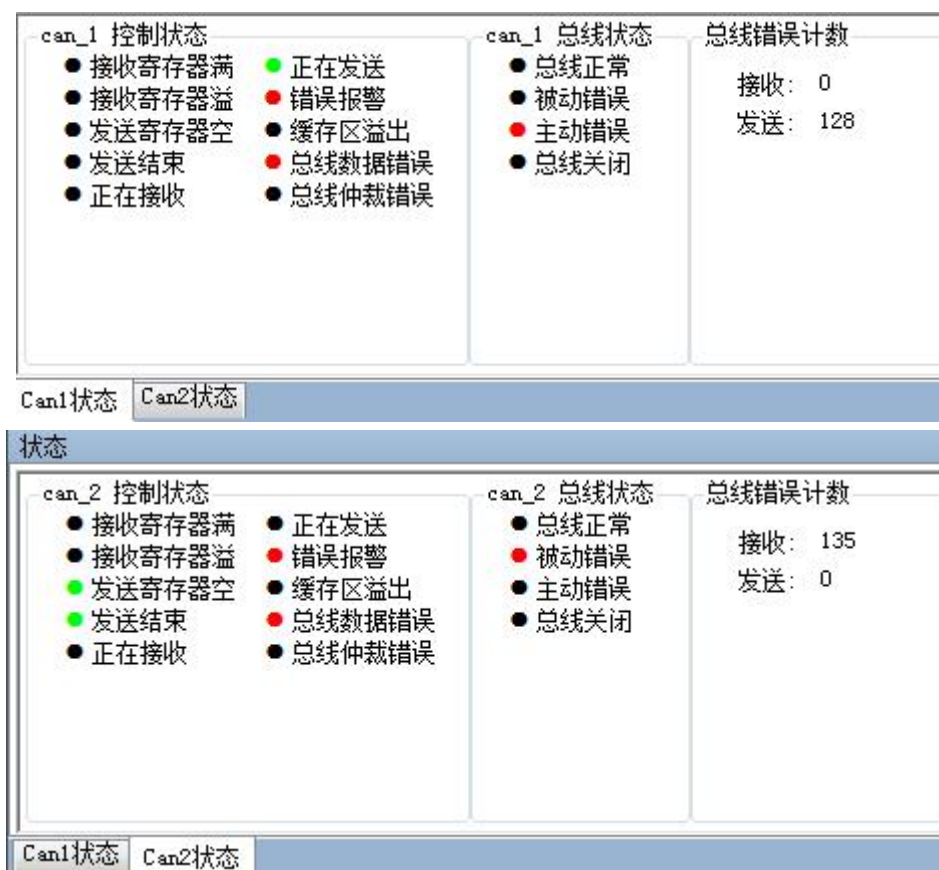 can_1 控制状态
接收寄存器满 正在发送
接收寄存器溢 错误报警
发送寄存器空 缓存区溢出
发送结束 总线数据错误
正在接收 总线仲裁错误
can_1 总线状态
总线正常
被动错误
主动错误
总线关闭
总线错误计数
接收: 0
发送: 128
Can1状态 Can2状态
状态
can_2 控制状态
接收寄存器满 正在发送
接收寄存器溢 错误报警
发送寄存器空 缓存区溢出
发送结束 总线数据错误
正在接收 总线仲裁错误
can_2 总线状态
总线正常
被动错误
主动错误
总线关闭
总线错误计数
接收: 135
发送: 0
Can1状态 Can2状态